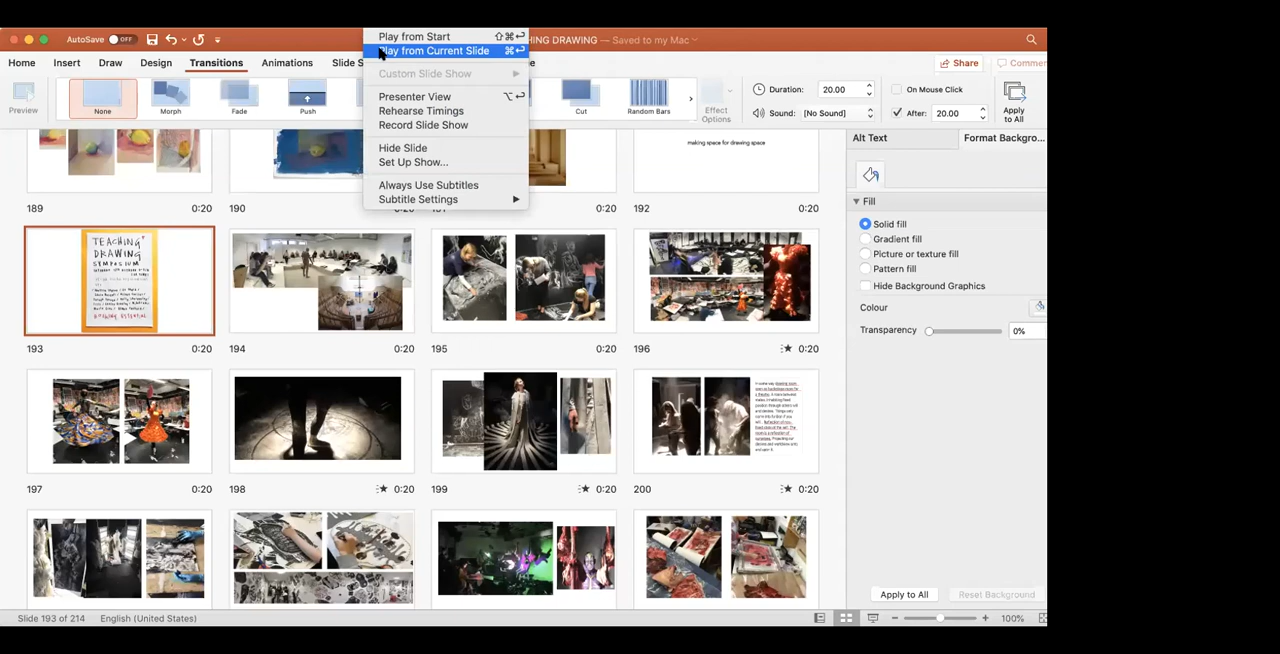 Play from Start ⇧⌘↩
AutoSave OFF
HING DRAWING — Saved to my Mac
Play from Current Slide ⌘↩
Home Insert Draw Design Transitions Animations Slide S
Share Commen
Custom Slide Show
Preview
None Morph Fade Push Cut Random Bars
Effect Options
Duration: 20.00
On Mouse Click
Sound: [No Sound]
After: 20.00
Apply To All
Presenter View ⌥↩
Rehearse Timings
Record Slide Show
Hide Slide
Set Up Show...
Always Use Subtitles
Subtitle Settings
making space for drawing space
189 0:20 190 0:20 192 0:20
TEACHING
DRAWING
SYMPOSIUM
193 0:20 194 0:20 195 0:20 196 0:20
197 0:20 198 0:20 199 0:20 200 0:20
Alt Text Format Backgro...
Fill
Solid fill
Gradient fill
Picture or texture fill
Pattern fill
Hide Background Graphics
Colour
Transparency 0%
Apply to All Reset Background
Slide 193 of 214 English (United States) 100%